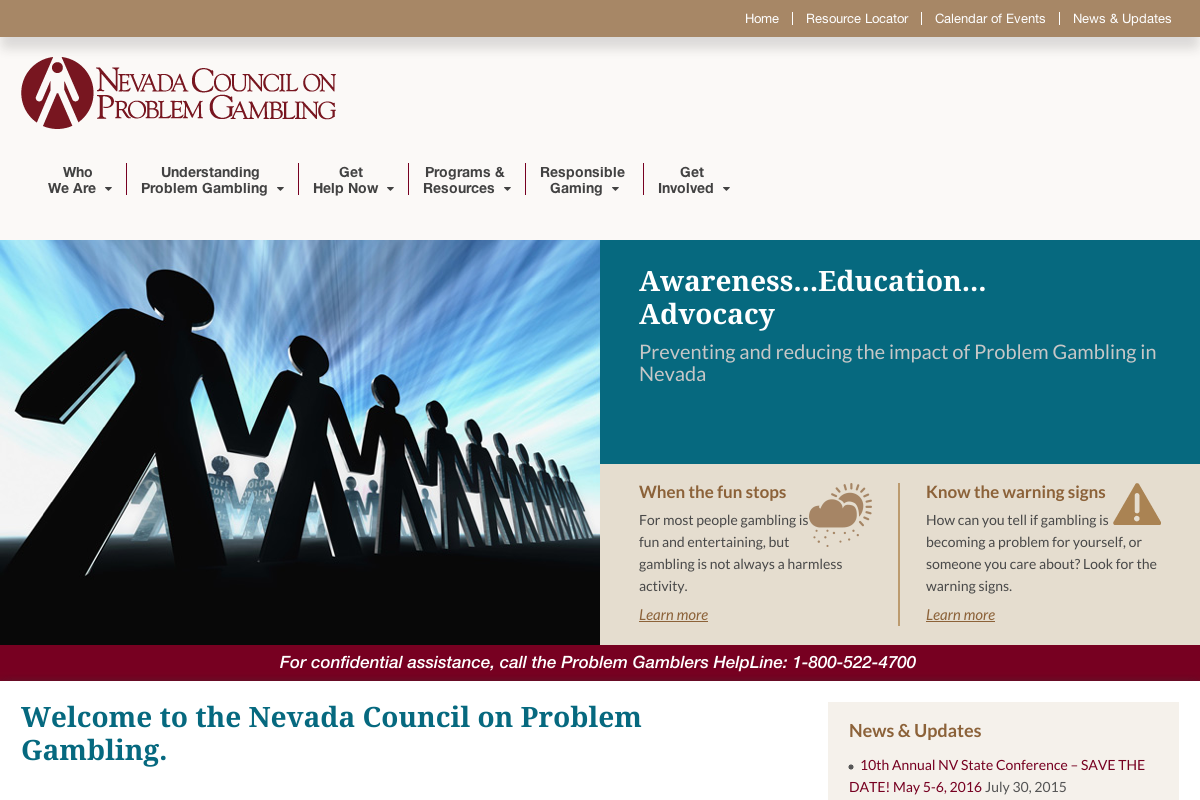 Home
Resource Locator
Calendar of Events
News & Updates
NEVADA COUNCIL ON
PROBLEM GAMBLING
Who
We Are
Understanding
Problem Gambling
Get
Help Now
Programs &
Resources
Responsible
Gaming
Get
Involved
Awareness...Education...
Advocacy
Preventing and reducing the impact of Problem Gambling in
Nevada
When the fun stops
For most people gambling is
fun and entertaining, but
gambling is not always a harmless
activity.
Learn more
Know the warning signs
How can you tell if gambling is
becoming a problem for yourself, or
someone you care about? Look for the
warning signs.
Learn more
For confidential assistance, call the Problem Gamblers HelpLine: 1-800-522-4700
Welcome to the Nevada Council on Problem
Gambling.
News & Updates
10th Annual NV State Conference – SAVE THE
DATE! May 5-6, 2016 July 30, 2015